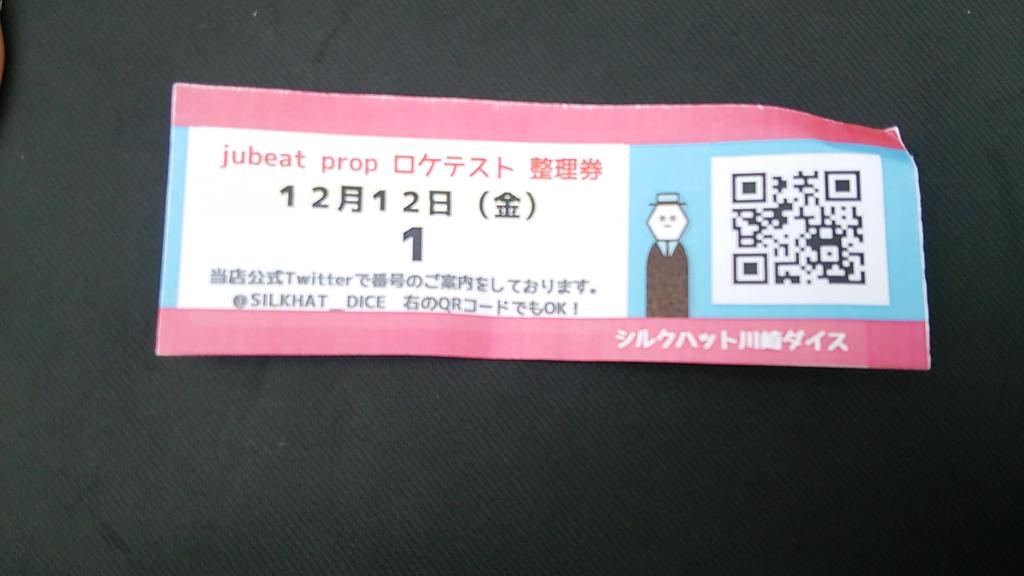 jubeat prop ロケテスト 整理券
12月12日(金)
1
当店公式Twitterで番号のご案内をしております。
@SILKHAT__DICE 右のQRコードでもOK!
シルクハット川崎ダイス